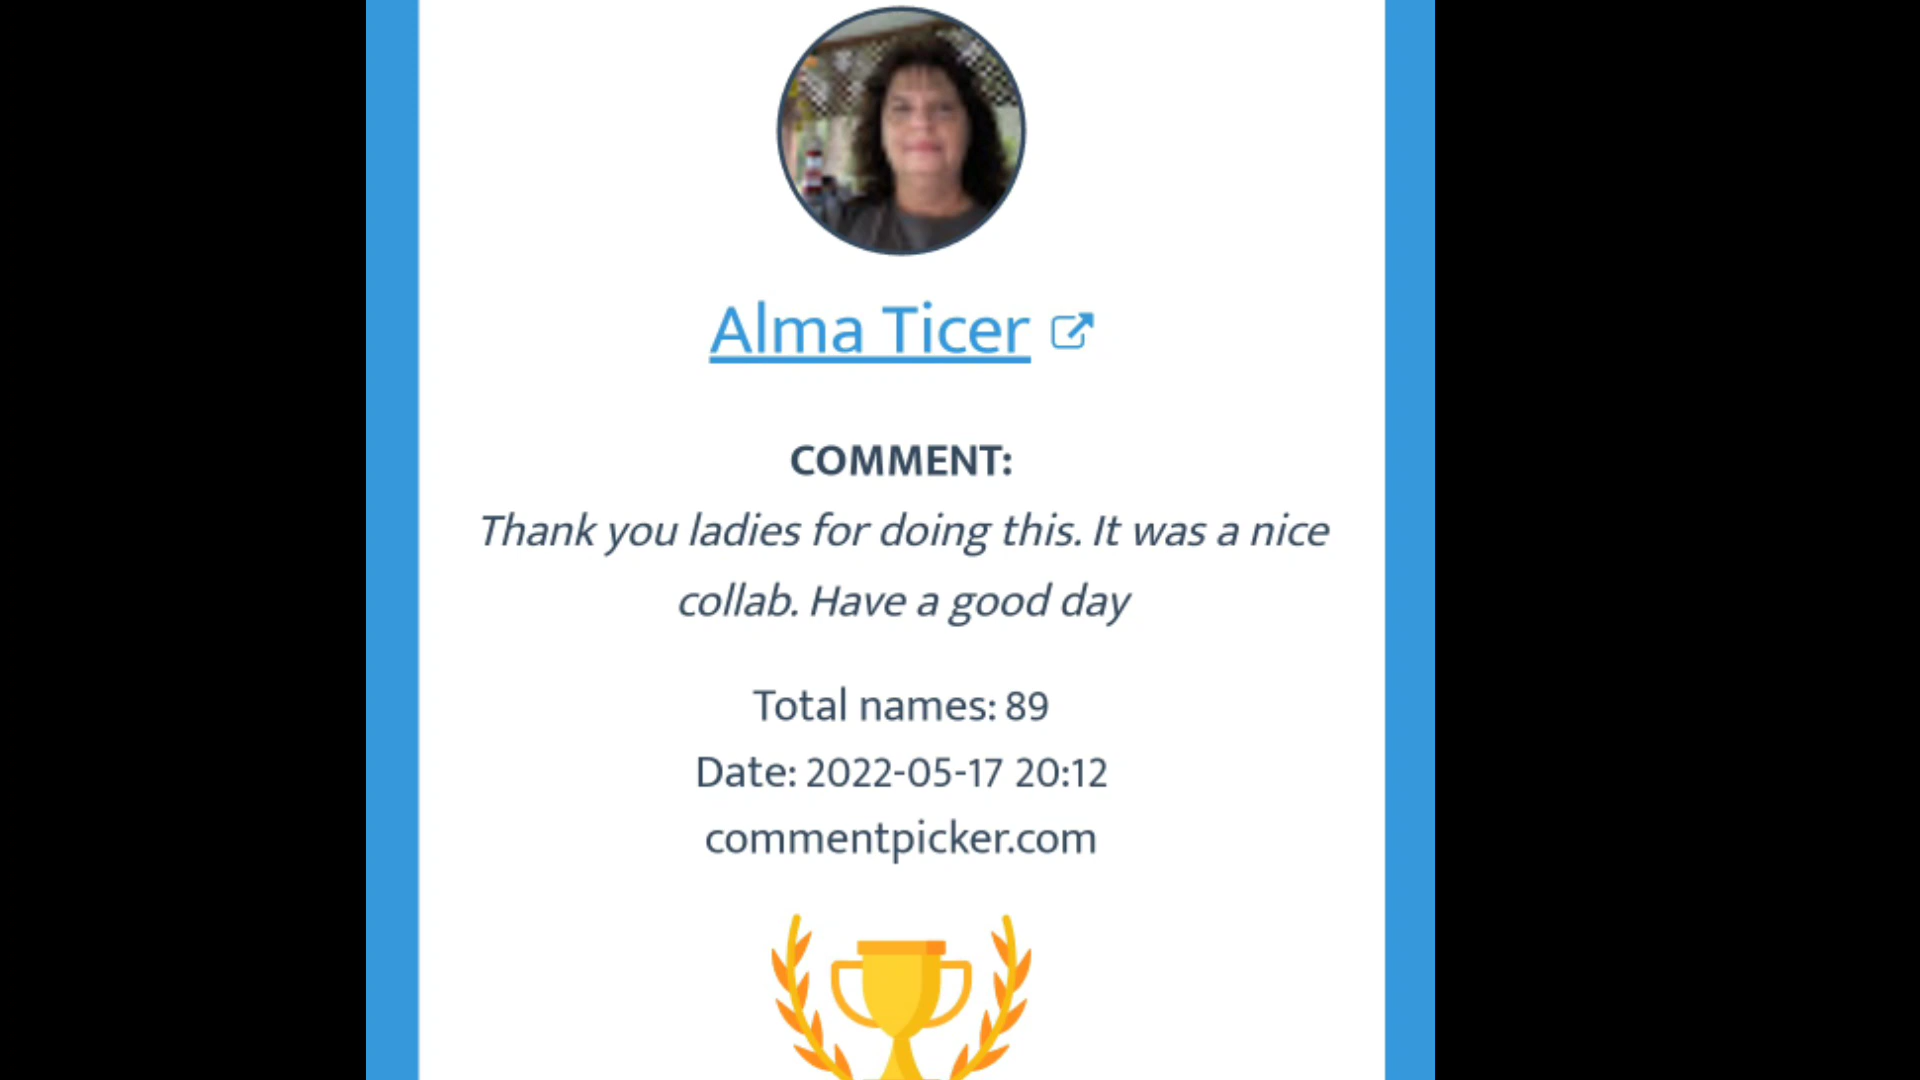 Alma Ticer
COMMENT:
Thank you ladies for doing this. It was a nice
collab. Have a good day
Total names: 89
Date: 2022-05-17 20:12
commentpicker.com